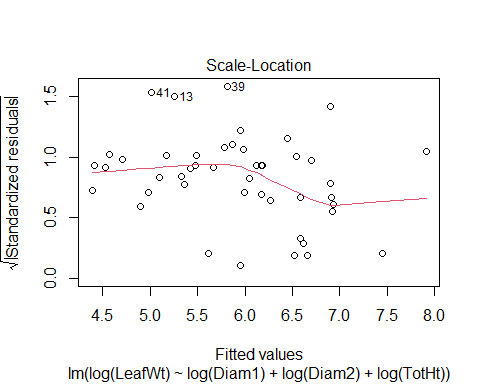 Scale-Location
√|Standardized residuals|
0.0 0.5 1.0 1.5
41 13 39
4.5 5.0 5.5 6.0 6.5 7.0 7.5 8.0
Fitted values
lm(log(LeafWt) ~ log(Diam1) + log(Diam2) + log(TotHt))